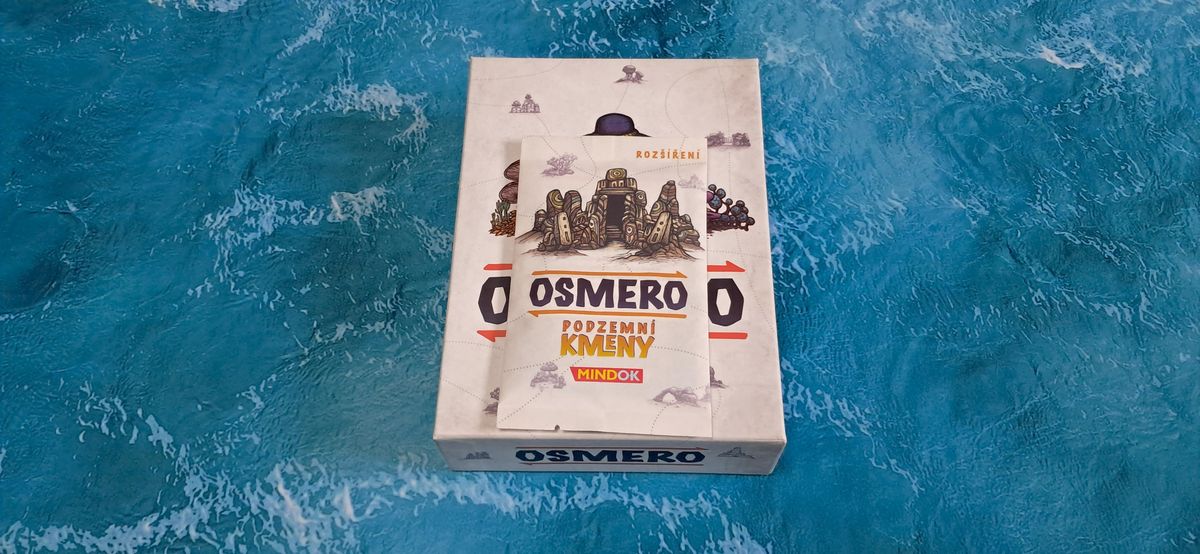 ROZŠÍŘENÍ
OSMERO
PODZEMNÍ
KMENY
MINDOK
OSMERO